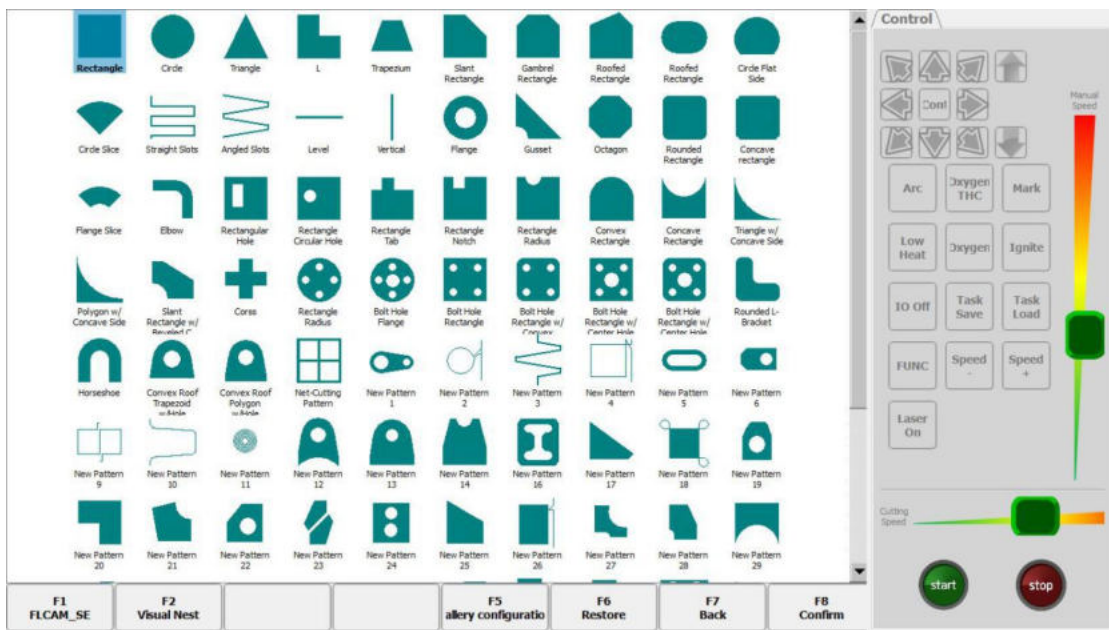 Control
Rectangle
Circle
Triangle
L
Trapezium
Slant
Rectangle
Gambrel
Rectangle
Roofed
Rectangle
Roofed
Rectangle
Circle Flat
Side
Circle Slice
Straight Slots
Angled Slots
Level
Vertical
Flange
Gusset
Octagon
Rounded
Rectangle
Concave
rectangle
Flange Slice
Elbow
Rectangular
Hole
Rectangle
Circular Hole
Rectangle
Tab
Rectangle
Notch
Rectangle
Radius
Convex
Rectangle
Concave
Rectangle
Triangle w/
Concave Side
Polygon w/
Concave Side
Slant
Rectangle w/
Beveled C
Corss
Rectangle
Radius
Bolt Hole
Flange
Bolt Hole
Rectangle
Bolt Hole
Rectangle w/
Convex
Bolt Hole
Rectangle w/
Center Hole
Bolt Hole
Rectangle w/
Center Hole
Rounded L-
Bracket
Horseshoe
Convex Roof
Trapezoid
w/Hole
Convex Roof
Polygon
w/Hole
Net-Cutting
Pattern
New Pattern
1
New Pattern
2
New Pattern
3
New Pattern
4
New Pattern
5
New Pattern
6
New Pattern
9
New Pattern
10
New Pattern
11
New Pattern
12
New Pattern
13
New Pattern
14
New Pattern
16
New Pattern
17
New Pattern
18
New Pattern
19
New Pattern
20
New Pattern
21
New Pattern
22
New Pattern
23
New Pattern
24
New Pattern
25
New Pattern
26
New Pattern
27
New Pattern
28
New Pattern
29
Cont
Manual
Speed
Arc
Oxygen
THC
Mark
Low
Heat
Oxygen
Ignite
IO Off
Task
Save
Task
Load
FUNC
Speed
-
Speed
+
Laser
On
Cutting
Speed
start
stop
F1
FLCAM_SE
F2
Visual Nest
F5
allery configuratio
F6
Restore
F7
Back
F8
Confirm